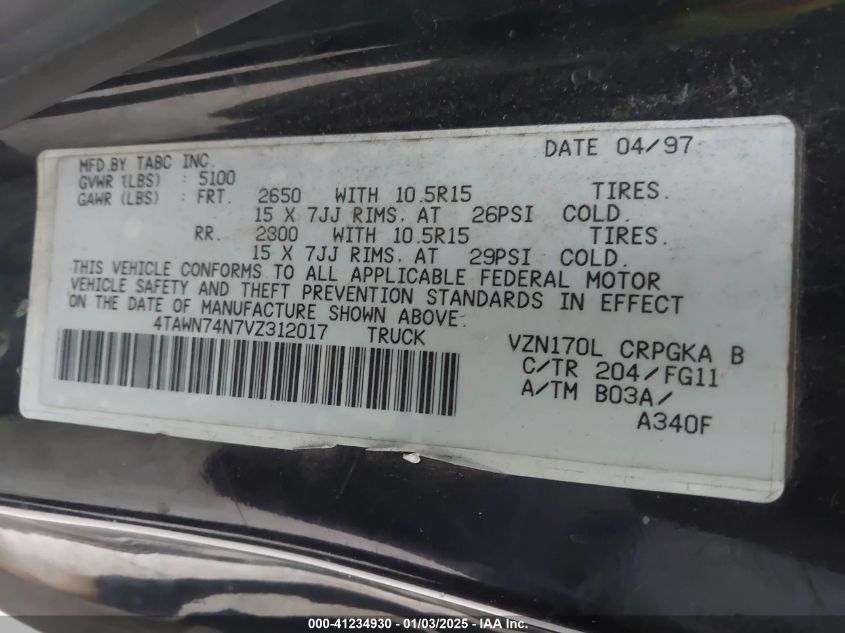 MFD.BY TABC INC. DATE 04/97
GVWR (LBS) : 5100
GAWR (LBS) : FRT. 2650 WITH 10.5R15 TIRES.
15 X 7JJ RIMS. AT 26PSI COLD.
RR. 2800 WITH 10.5R15 TIRES.
15 X 7JJ RIMS. AT 29PSI COLD.
THIS VEHICLE CONFORMS TO ALL APPLICABLE FEDERAL MOTOR
VEHICLE SAFETY AND THEFT PREVENTION STANDARDS IN EFFECT
ON THE DATE OF MANUFACTURE SHOWN ABOVE.
4TAWN74N7VZ312017 TRUCK
VZN170L CRPGKA B
C/TR 204/FG11
A/TM B03A/
A340F
000-41234930 - 01/03/2025 - IAA Inc.